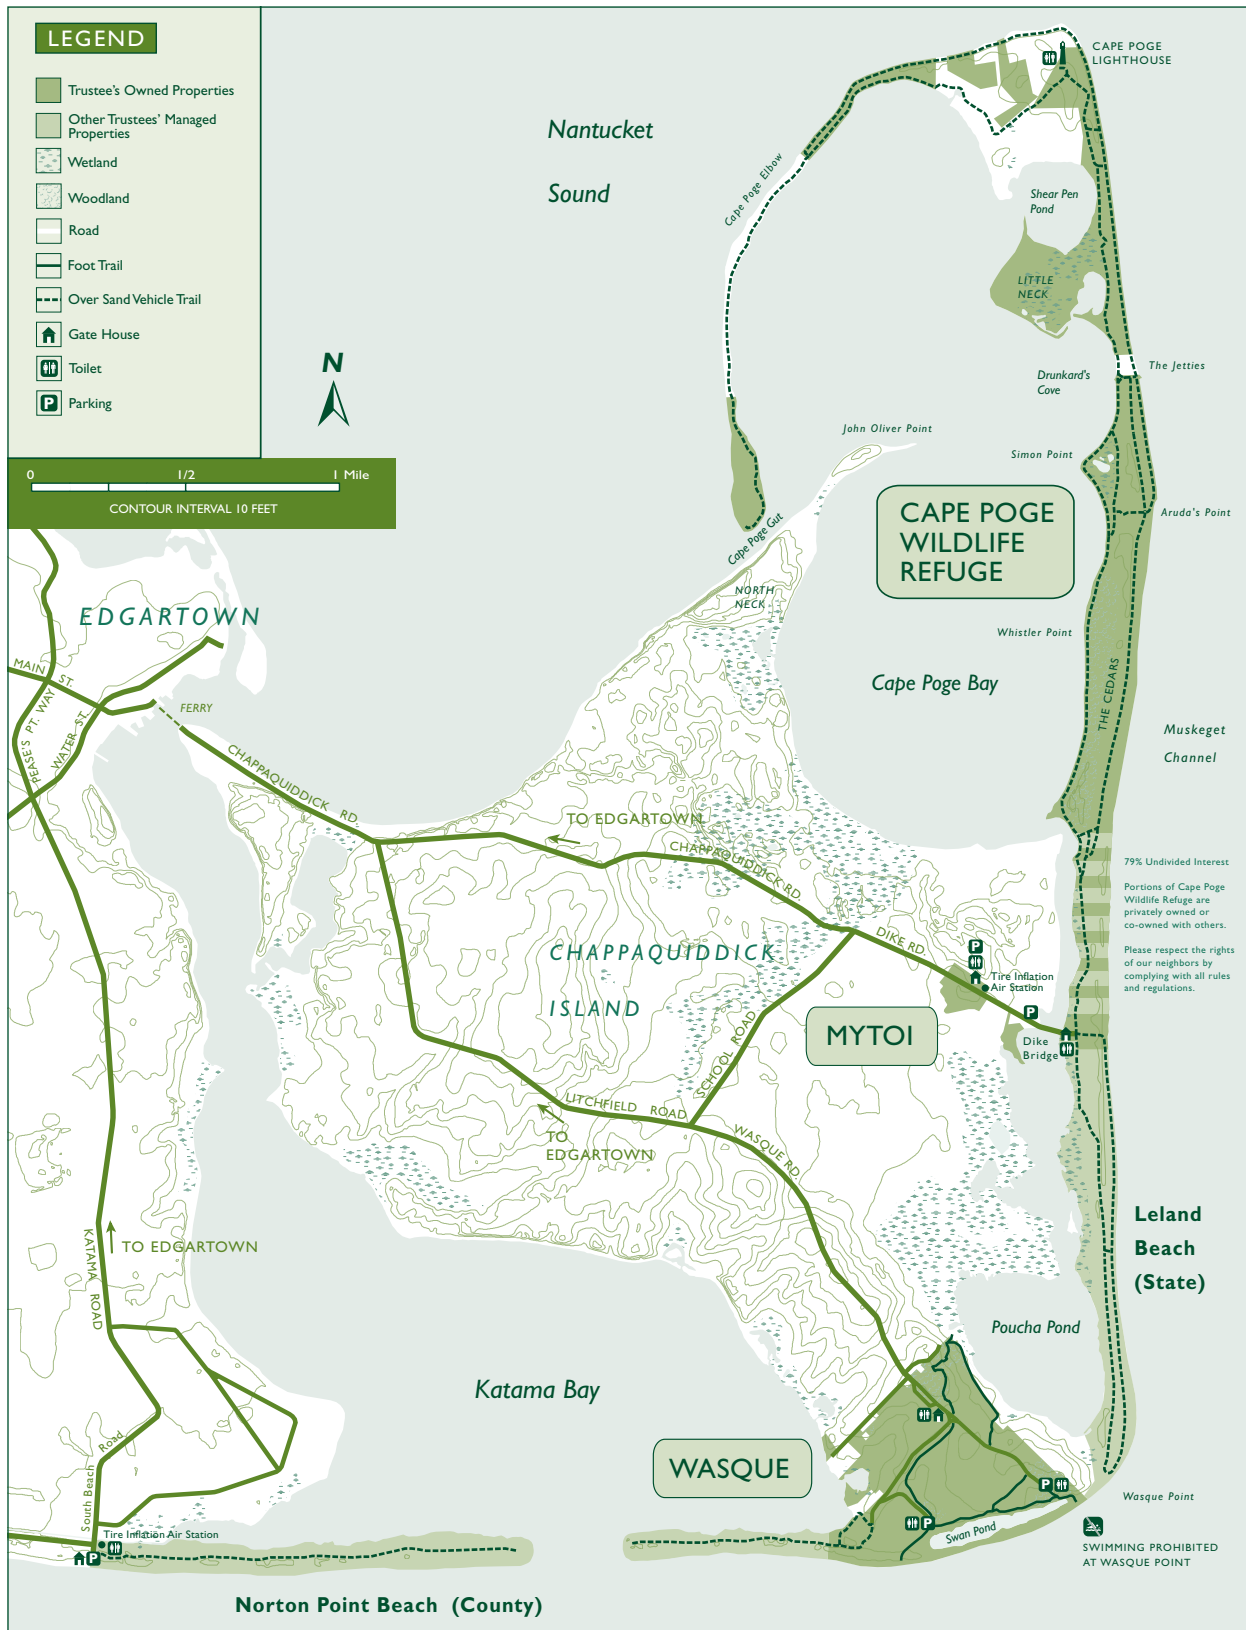 LEGEND
Trustee's Owned Properties
Other Trustees' Managed
Properties
Wetland
Woodland
Road
Foot Trail
Over Sand Vehicle Trail
Gate House
Toilet
P
Parking
N
0 1/2 1 Mile
CONTOUR INTERVAL 10 FEET
Nantucket
Sound
CAPE POGE
LIGHTHOUSE
Cape Poge Elbow
Shear Pen
Pond
LITTLE
NECK
Drunkard's
Cove
The Jetties
John Oliver Point
Simon Point
Aruda's Point
CAPE POGE
WILDLIFE
REFUGE
Cape Poge Gut
NORTH
NECK
Whistler Point
Cape Poge Bay
THE CEDARS
Muskeget
Channel
EDGARTOWN
MAIN ST.
PEASE'S PT. WAY
WATER ST.
FERRY
CHAPPAQUIDDICK RD.
TO EDGARTOWN
CHAPPAQUIDDICK RD.
79% Undivided Interest
Portions of Cape Poge
Wildlife Refuge are
privately owned or
co-owned with others.
Please respect the rights
of our neighbors by
complying with all rules
and regulations.
CHAPPAQUIDDICK
ISLAND
DIKE RD.
P
Tire Inflation
Air Station
P
MYTOI
Dike
Bridge
SCHOOL ROAD
LITCHFIELD ROAD
TO
EDGARTOWN
WASQUE RD.
Leland
Beach
(State)
KATAMA ROAD
TO EDGARTOWN
Poucha Pond
Katama Bay
WASQUE
P
Wasque Point
P
Swan Pond
SWIMMING PROHIBITED
AT WASQUE POINT
South Beach Road
Tire Inflation Air Station
P
Norton Point Beach (County)